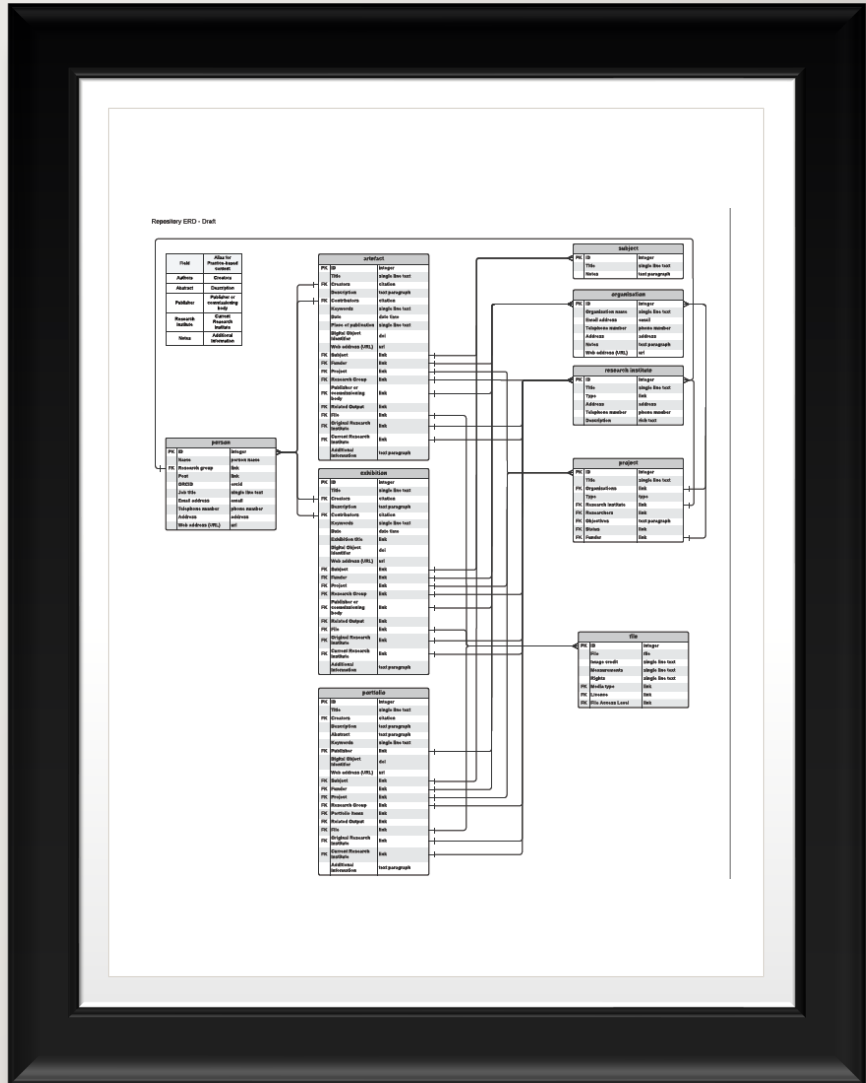 Repository ERD - Draft
Field Alias for Practice-based context
Authors Creators
Abstract Description
Publisher Publisher or commissioning body
Research Institute Current Research Institute
Notes Additional Information
person
PK ID integer
Name person name
FK Research group link
Post link
ORCID orcid
Job title single line text
Email address email
Telephone number phone number
Address address
Web address (URL) url
artefact
PK ID integer
Title single line text
FK Creators citation
Description text paragraph
FK Contributors citation
Keywords single line text
Date date time
Place of publication single line text
Digital Object Identifier doi
Web address (URL) url
FK Subject link
FK Funder link
FK Project link
FK Research Group link
FK Publisher or commissioning body link
FK Related Output link
FK File link
FK Original Research Institute link
FK Current Research Institute link
Additional Information text paragraph
exhibition
PK ID integer
Title single line text
FK Creators citation
Description text paragraph
FK Contributors citation
Keywords single line text
Date date time
Exhibition title link
Digital Object Identifier doi
Web address (URL) url
FK Subject link
FK Funder link
FK Project link
FK Research Group link
FK Publisher or commissioning body link
FK Related Output link
FK File link
FK Original Research Institute link
FK Current Research Institute link
Additional Information text paragraph
portfolio
PK ID integer
Title single line text
FK Creators citation
Description text paragraph
Abstract text paragraph
Keywords single line text
FK Publisher link
Digital Object Identifier doi
Web address (URL) url
FK Subject link
FK Funder link
FK Project link
FK Research Group link
FK Portfolio Items link
FK Related Output link
FK File link
FK Original Research Institute link
FK Current Research Institute link
Additional Information text paragraph
subject
PK ID integer
Title single line text
Notes text paragraph
organisation
PK ID integer
Organisation name single line text
Email address email
Telephone number phone number
Address address
Notes text paragraph
Web address (URL) url
research institute
PK ID integer
Title single line text
Type link
Address address
Telephone number phone number
Description rich text
project
PK ID integer
Title single line text
FK Organisations link
Type type
FK Research Institute link
FK Researchers link
FK Objectives text paragraph
FK Status link
FK Funder link
file
PK ID integer
File file
Image credit single line text
Measurements single line text
Rights single line text
FK Media type link
FK License link
FK File Access Level link